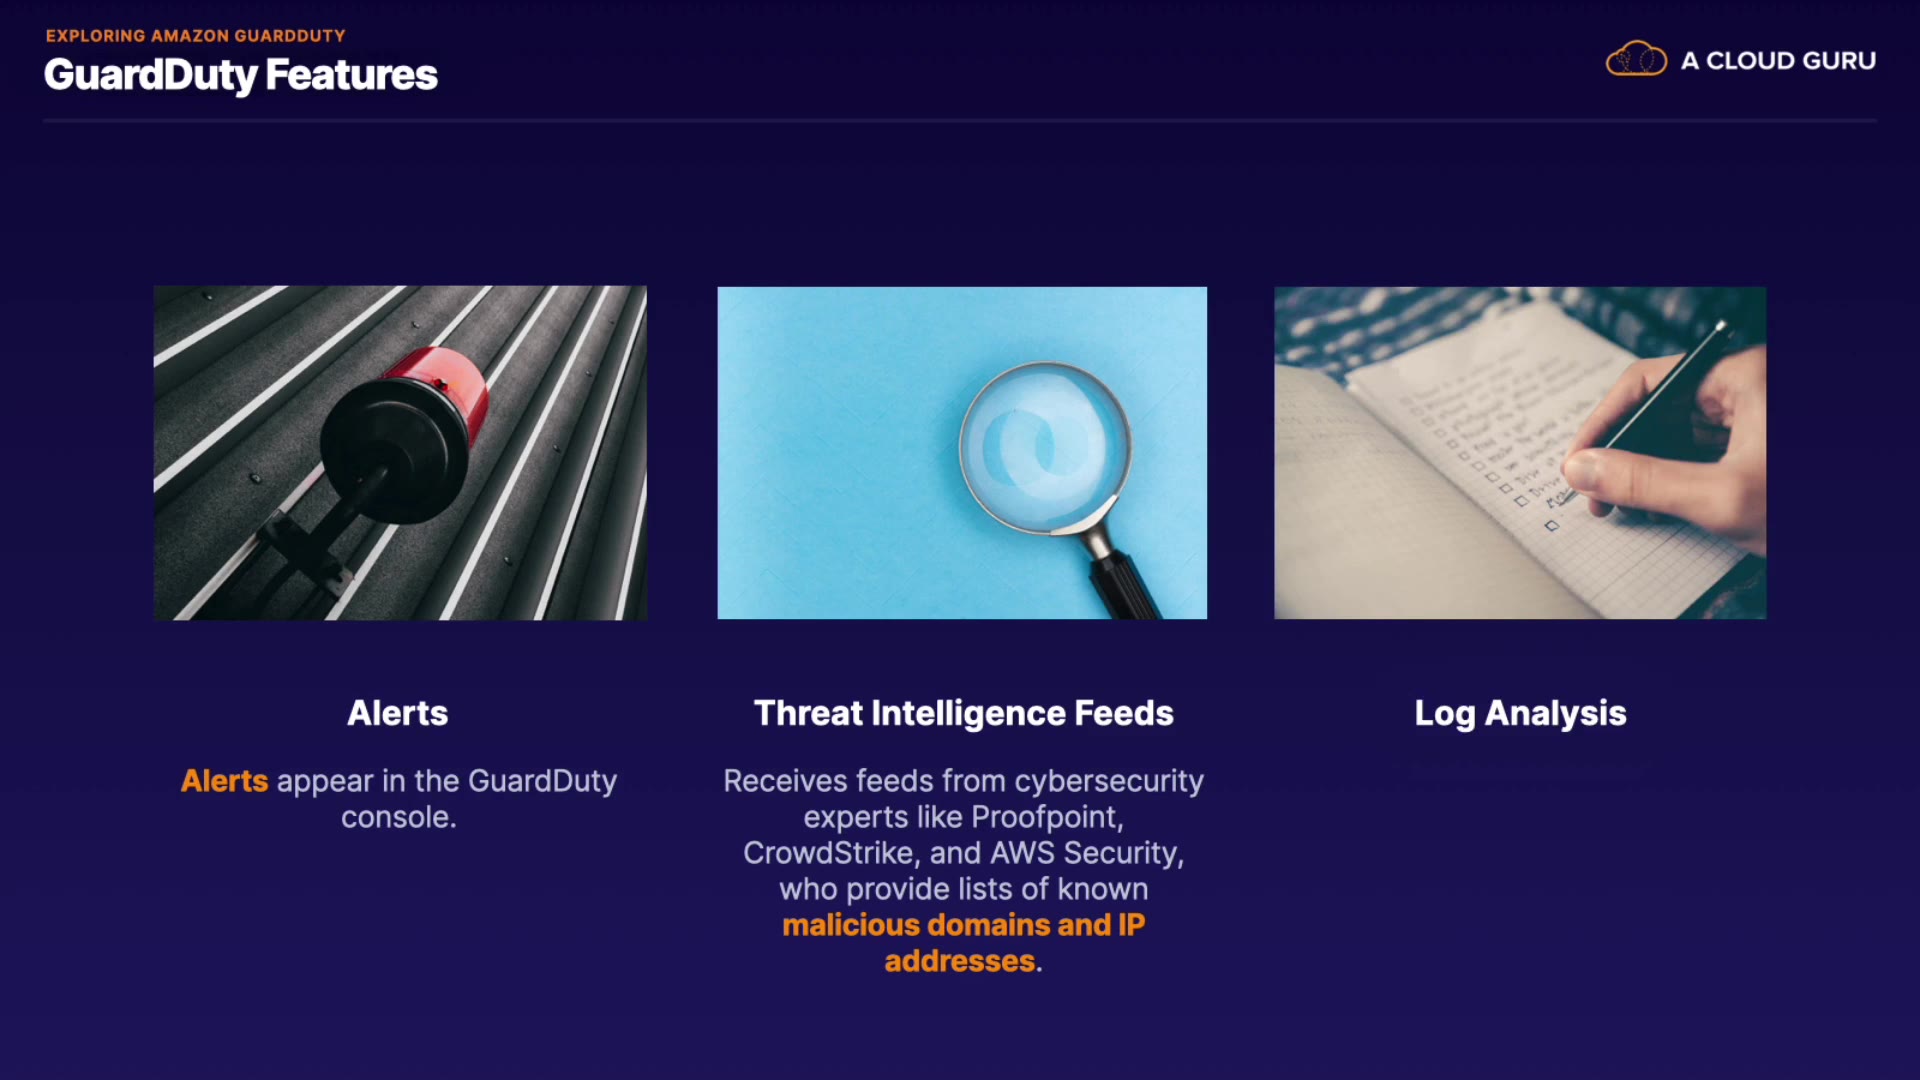 EXPLORING AMAZON GUARDDUTY
GuardDuty Features
A CLOUD GURU
Alerts
Alerts appear in the GuardDuty
console.
Threat Intelligence Feeds
Receives feeds from cybersecurity
experts like Proofpoint,
CrowdStrike, and AWS Security,
who provide lists of known
malicious domains and IP
addresses.
Log Analysis